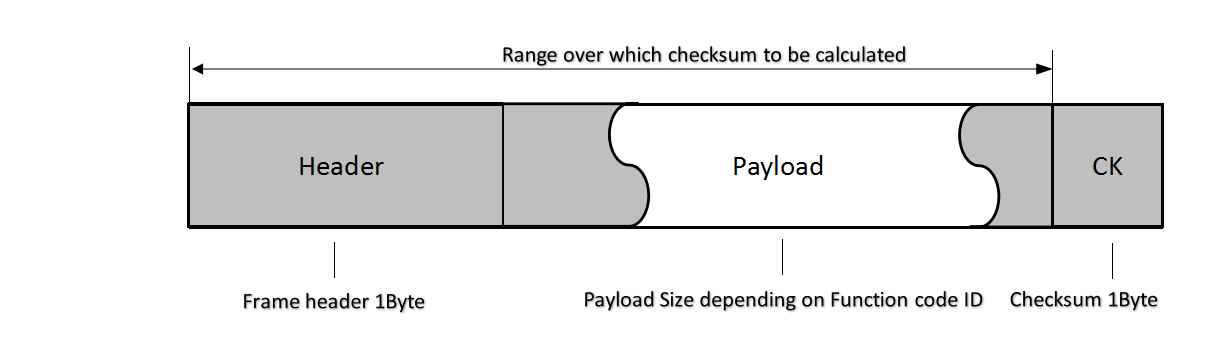 Range over which checksum to be calculated
Header
Payload
CK
Frame header 1Byte
Payload Size depending on Function code ID
Checksum 1Byte